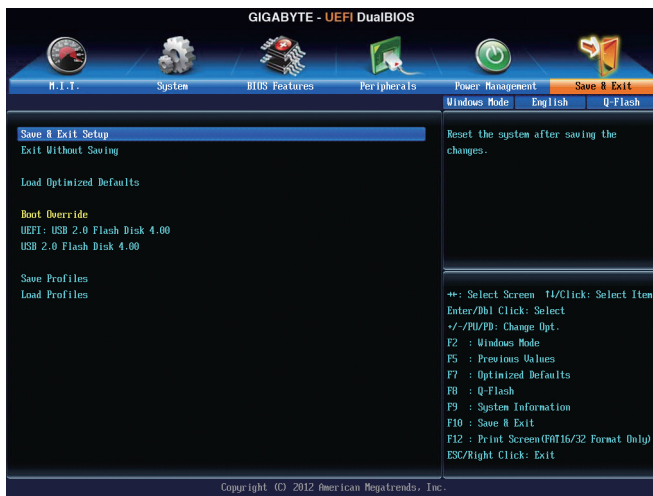 GIGABYTE - UEFI DualBIOS
M.I.T. System BIOS Features Peripherals Power Management Save & Exit
Windows Mode English Q-Flash
Save & Exit Setup
Exit Without Saving
Load Optimized Defaults
Boot Override
UEFI: USB 2.0 Flash Disk 4.00
USB 2.0 Flash Disk 4.00
Save Profiles
Load Profiles
Reset the system after saving the
changes.
→←: Select Screen ↑↓/Click: Select Item
Enter/Dbl Click: Select
+/-/PU/PD: Change Opt.
F2 : Windows Mode
F5 : Previous Values
F7 : Optimized Defaults
F8 : Q-Flash
F9 : System Information
F10 : Save & Exit
F12 : Print Screen(FAT16/32 Format Only)
ESC/Right Click: Exit
Copyright (C) 2012 American Megatrends, Inc.